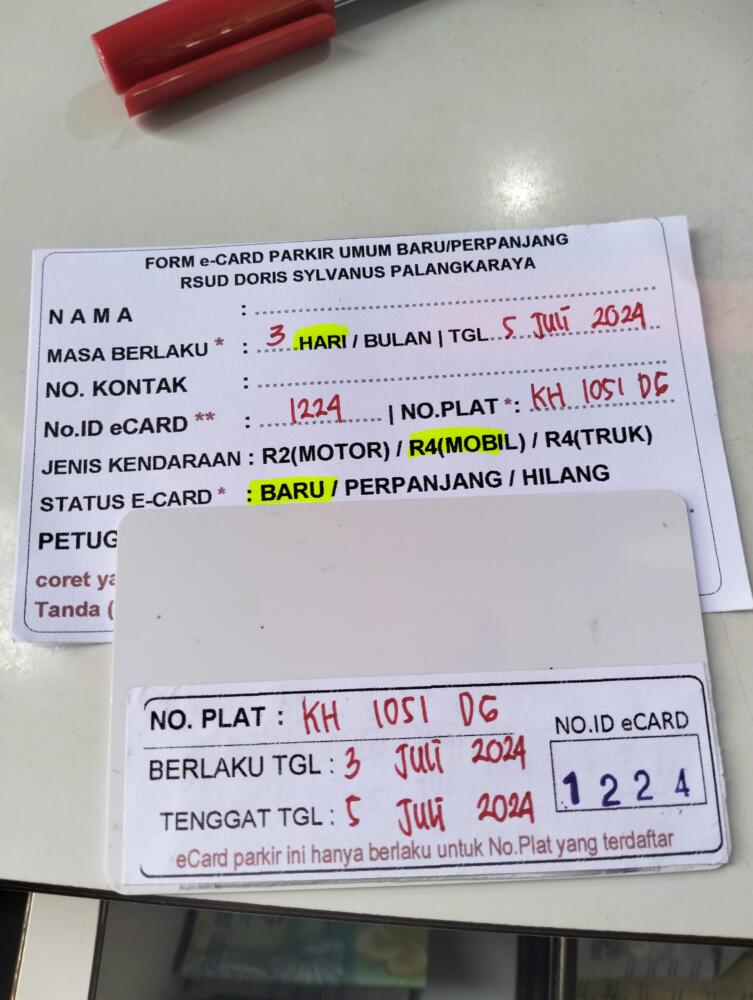 FORM e-CARD PARKIR UMUM BARU/PERPANJANG
RSUD DORIS SYLVANUS PALANGKARAYA
NAMA :
MASA BERLAKU * : 3 HARI / BULAN | TGL 5 Juli 2024
NO. KONTAK :
No.ID eCARD ** : 1224 | NO.PLAT *: KH 1051 DG
JENIS KENDARAAN : R2(MOTOR) / R4(MOBIL) / R4(TRUK)
STATUS E-CARD * : BARU / PERPANJANG / HILANG
PETUG
coret ya
Tanda (
NO. PLAT : KH 1051 DG
BERLAKU TGL : 3 Juli 2024
TENGGAT TGL : 5 Juli 2024
NO.ID eCARD
1224
eCard parkir ini hanya berlaku untuk No.Plat yang terdaftar